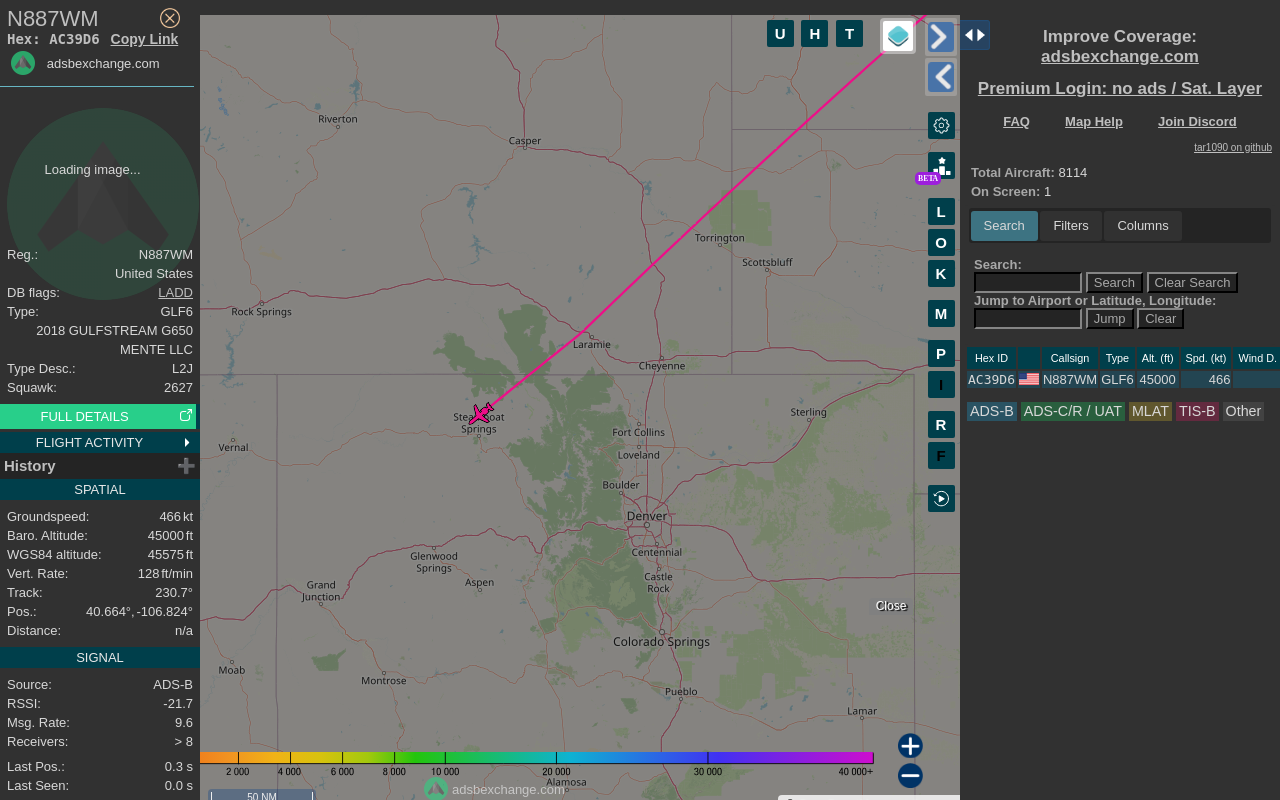 N887WM
Hex: AC39D6 Copy Link
adsbexchange.com
Loading image...
Reg.: N887WM
United States
DB flags: LADD
Type: GLF6
2018 GULFSTREAM G650
MENTE LLC
Type Desc.: L2J
Squawk: 2627
FULL DETAILS
FLIGHT ACTIVITY
History
SPATIAL
Groundspeed: 466 kt
Baro. Altitude: 45000 ft
WGS84 altitude: 45575 ft
Vert. Rate: 128 ft/min
Track: 230.7°
Pos.: 40.664°, -106.824°
Distance: n/a
SIGNAL
Source: ADS-B
RSSI: -21.7
Msg. Rate: 9.6
Receivers: > 8
Last Pos.: 0.3 s
Last Seen: 0.0 s
U H T
Riverton
Casper
Torrington
Scottsbluff
Rock Springs
Laramie
Cheyenne
Steamboat
Springs
Sterling
Vernal
Fort Collins
Loveland
Boulder
Denver
Centennial
Glenwood
Springs
Castle
Rock
Aspen
Grand
Junction
Close
Colorado Springs
Moab
Montrose
Pueblo
Lamar
Alamosa
BETA
L
O
K
M
P
I
R
F
2 000 4 000 6 000 8 000 10 000 20 000 30 000 40 000+
adsbexchange.com
50 NM
Improve Coverage:
adsbexchange.com
Premium Login: no ads / Sat. Layer
FAQ Map Help Join Discord
tar1090 on github
Total Aircraft: 8114
On Screen: 1
Search Filters Columns
Search:
Search Clear Search
Jump to Airport or Latitude, Longitude:
Jump Clear
Hex ID Callsign Type Alt. (ft) Spd. (kt) Wind D.
AC39D6 N887WM GLF6 45000 466
ADS-B ADS-C/R / UAT MLAT TIS-B Other